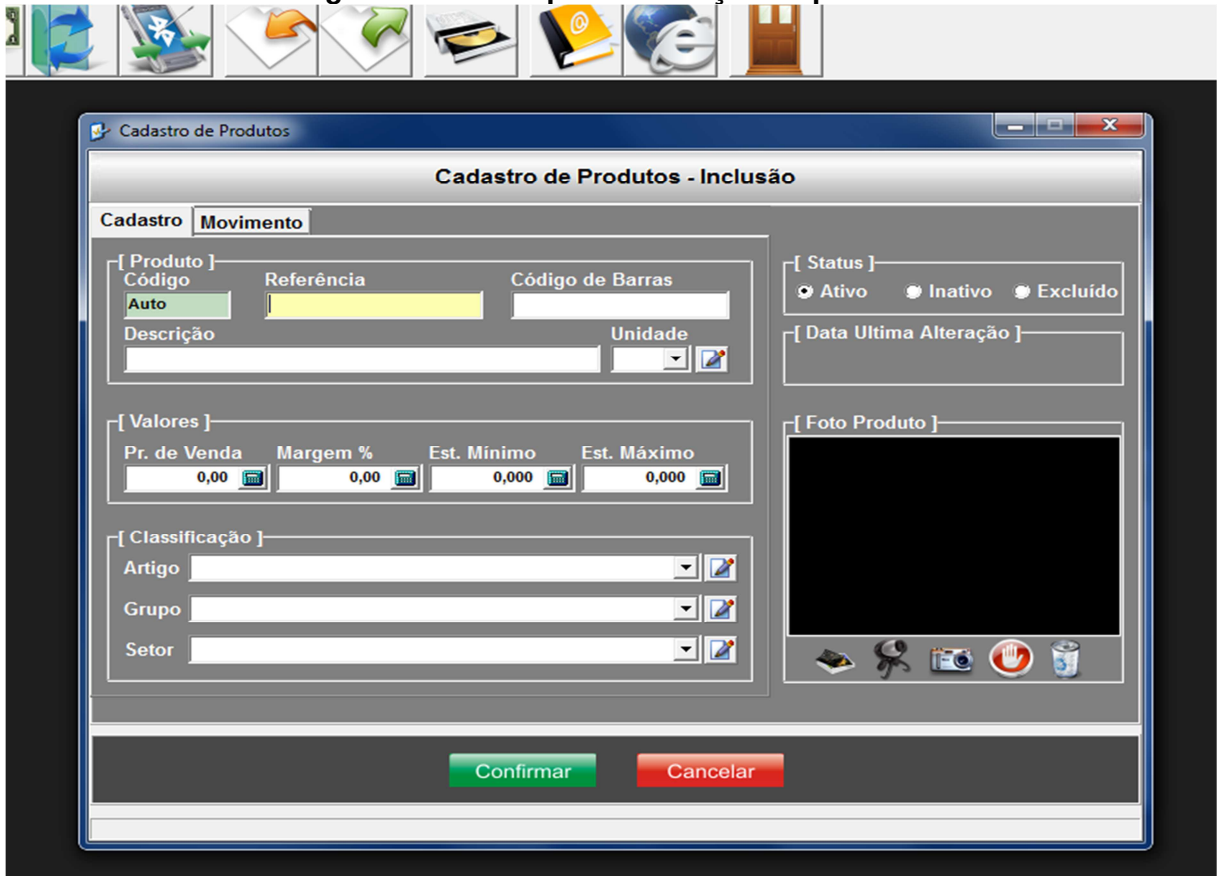 Cadastro de Produtos
Cadastro de Produtos - Inclusão
Cadastro Movimento
[ Produto ]
Código Referência Código de Barras
Auto
Descrição Unidade
[ Valores ]
Pr. de Venda Margem % Est. Mínimo Est. Máximo
0,00 0,00 0,000 0,000
[ Classificação ]
Artigo
Grupo
Setor
[ Status ]
Ativo Inativo Excluído
[ Data Ultima Alteração ]
[ Foto Produto ]
Confirmar Cancelar